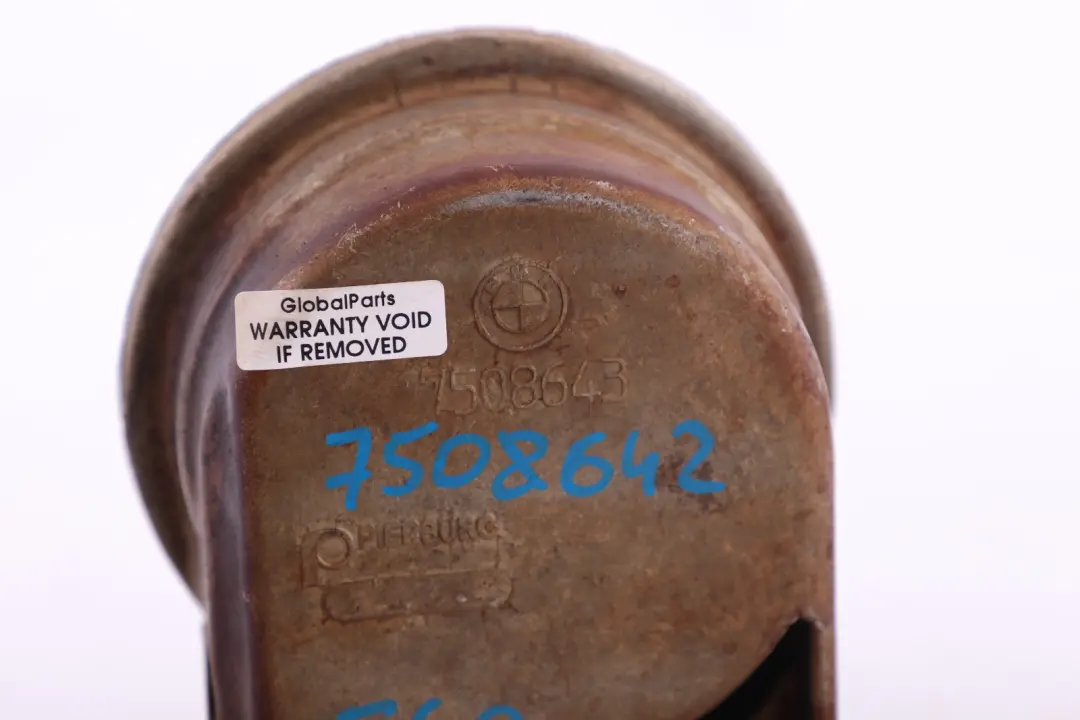 GlobalParts
WARRANTY VOID
IF REMOVED
7508643
7508642
PIERBURG